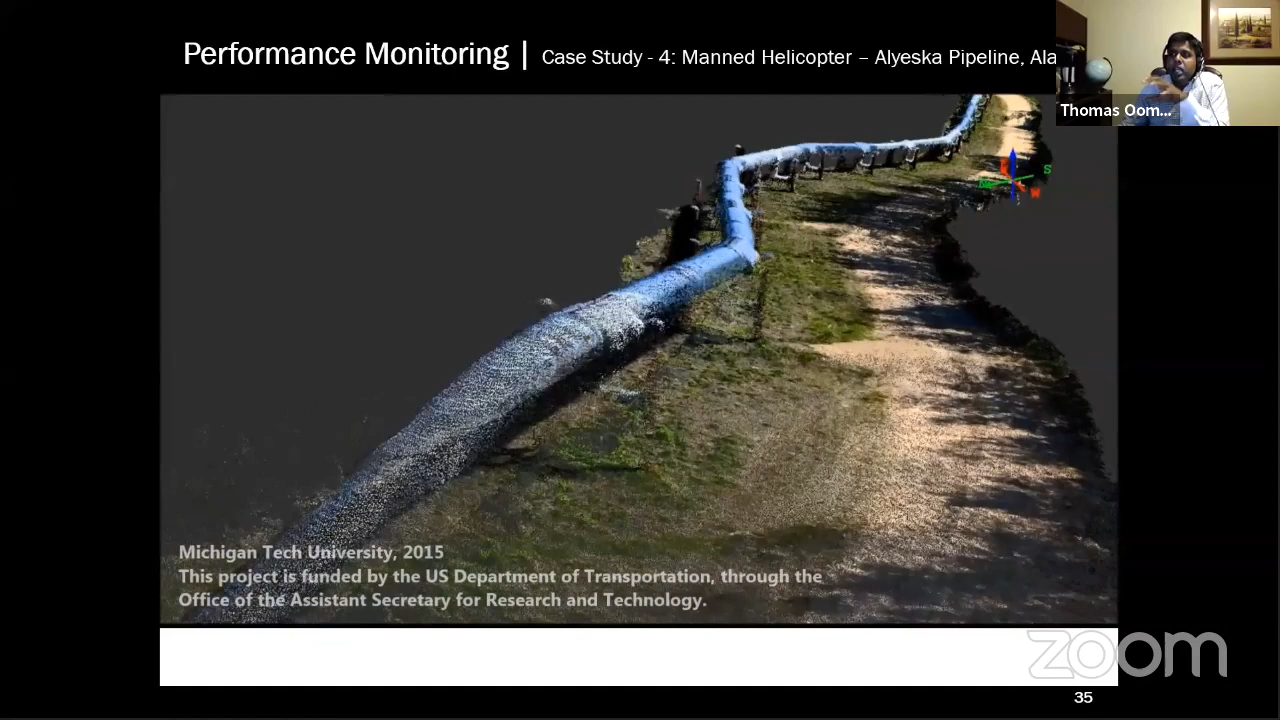 Performance Monitoring | Case Study - 4: Manned Helicopter – Alyeska Pipeline, Ala
Thomas Oom...
S
N
W
Michigan Tech University, 2015
This project is funded by the US Department of Transportation, through the
Office of the Assistant Secretary for Research and Technology.
zoom
35